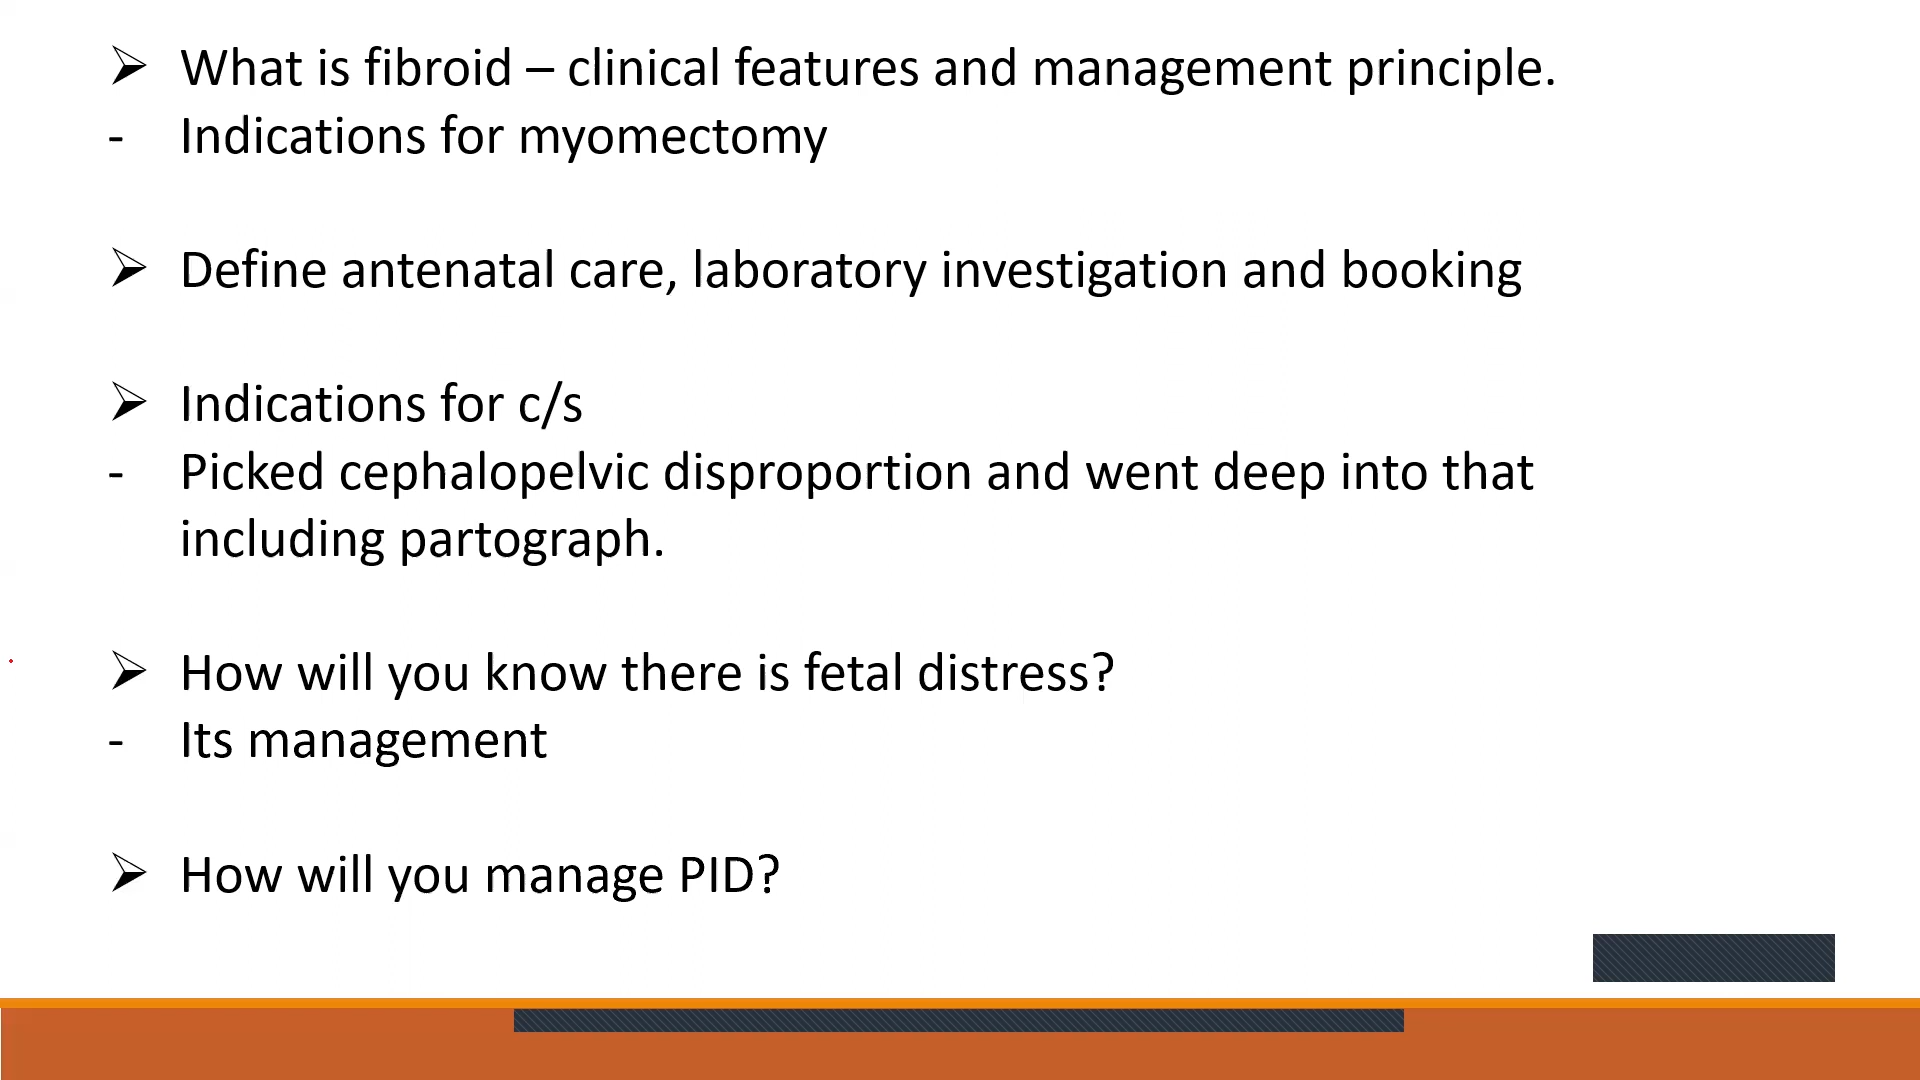 ➢ What is fibroid – clinical features and management principle.
- Indications for myomectomy
➢ Define antenatal care, laboratory investigation and booking
➢ Indications for c/s
- Picked cephalopelvic disproportion and went deep into that
including partograph.
➢ How will you know there is fetal distress?
- Its management
➢ How will you manage PID?